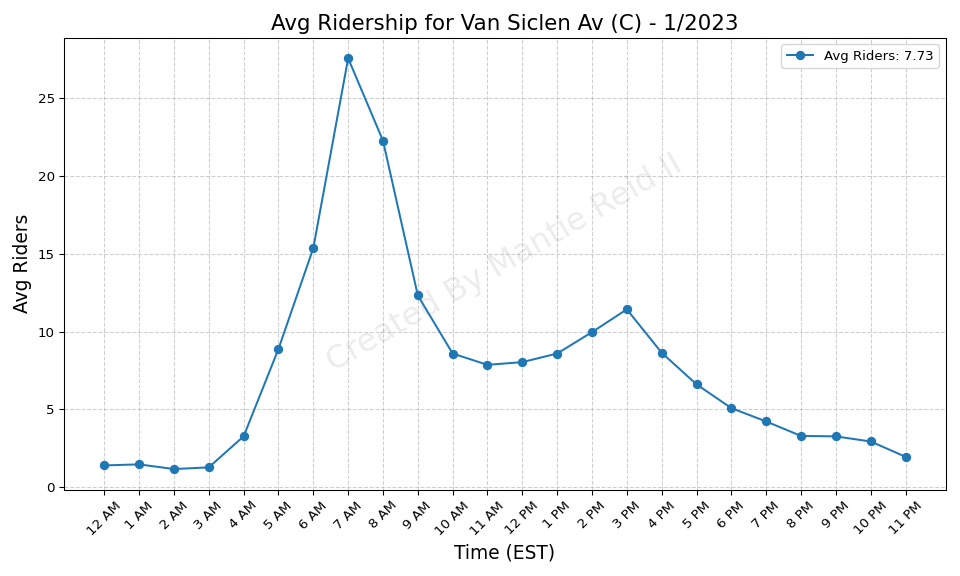 Avg Ridership for Van Siclen Av (C) - 1/2023
Avg Riders: 7.73
Avg Riders
25
20
15
10
5
0
Created By Mantle Reid II
12 AM
1 AM
2 AM
3 AM
4 AM
5 AM
6 AM
7 AM
8 AM
9 AM
10 AM
11 AM
12 PM
1 PM
2 PM
3 PM
4 PM
5 PM
6 PM
7 PM
8 PM
9 PM
10 PM
11 PM
Time (EST)